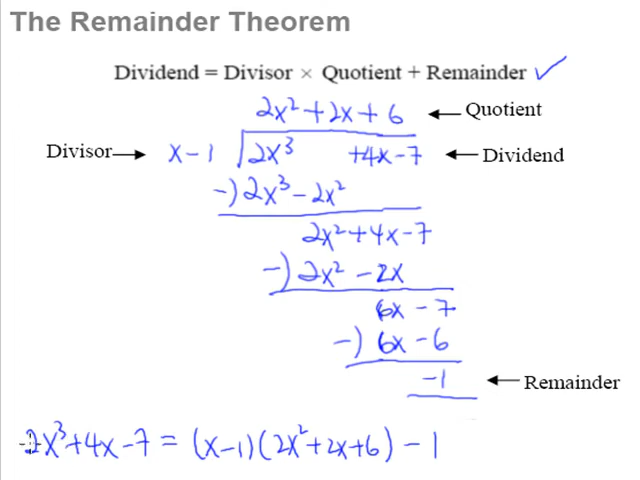 The Remainder Theorem
Dividend = Divisor × Quotient + Remainder ✓
2x²+2x+6 ← Quotient
Divisor → x-1 √2x³ +4x-7 ← Dividend
-) 2x³-2x²
2x²+4x-7
-) 2x² -2x
6x -7
-) 6x -6
-1 ← Remainder
2x³+4x-7 = (x-1)(2x²+2x+6) -1